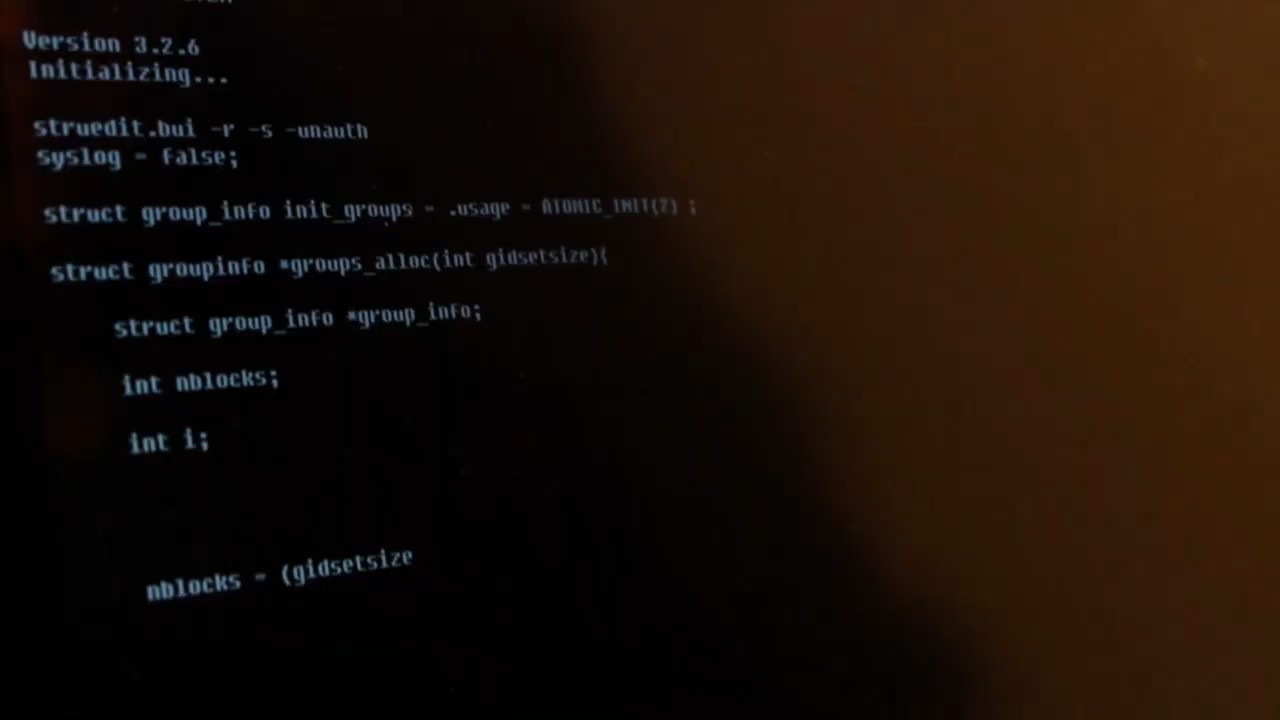 Version 3.2.6
Initializing...
struedit.bui -r -s -unauth
syslog = false;
struct group_info init_groups = .usage = ATOMIC_INIT(2) ;
struct groupinfo *groups_alloc(int gidsetsize){
struct group_info *group_info;
int nblocks;
int i;
nblocks = (gidsetsize